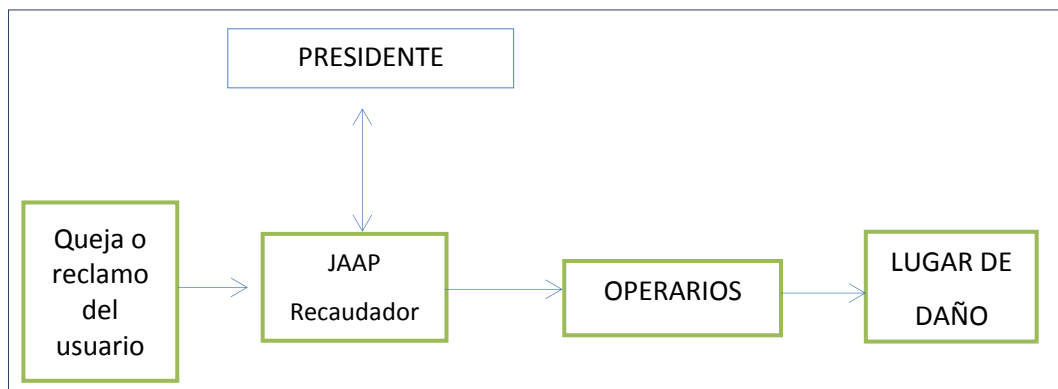 PRESIDENTE
Queja o
reclamo
del
usuario
JAAP
Recaudador
OPERARIOS
LUGAR DE
DAÑO